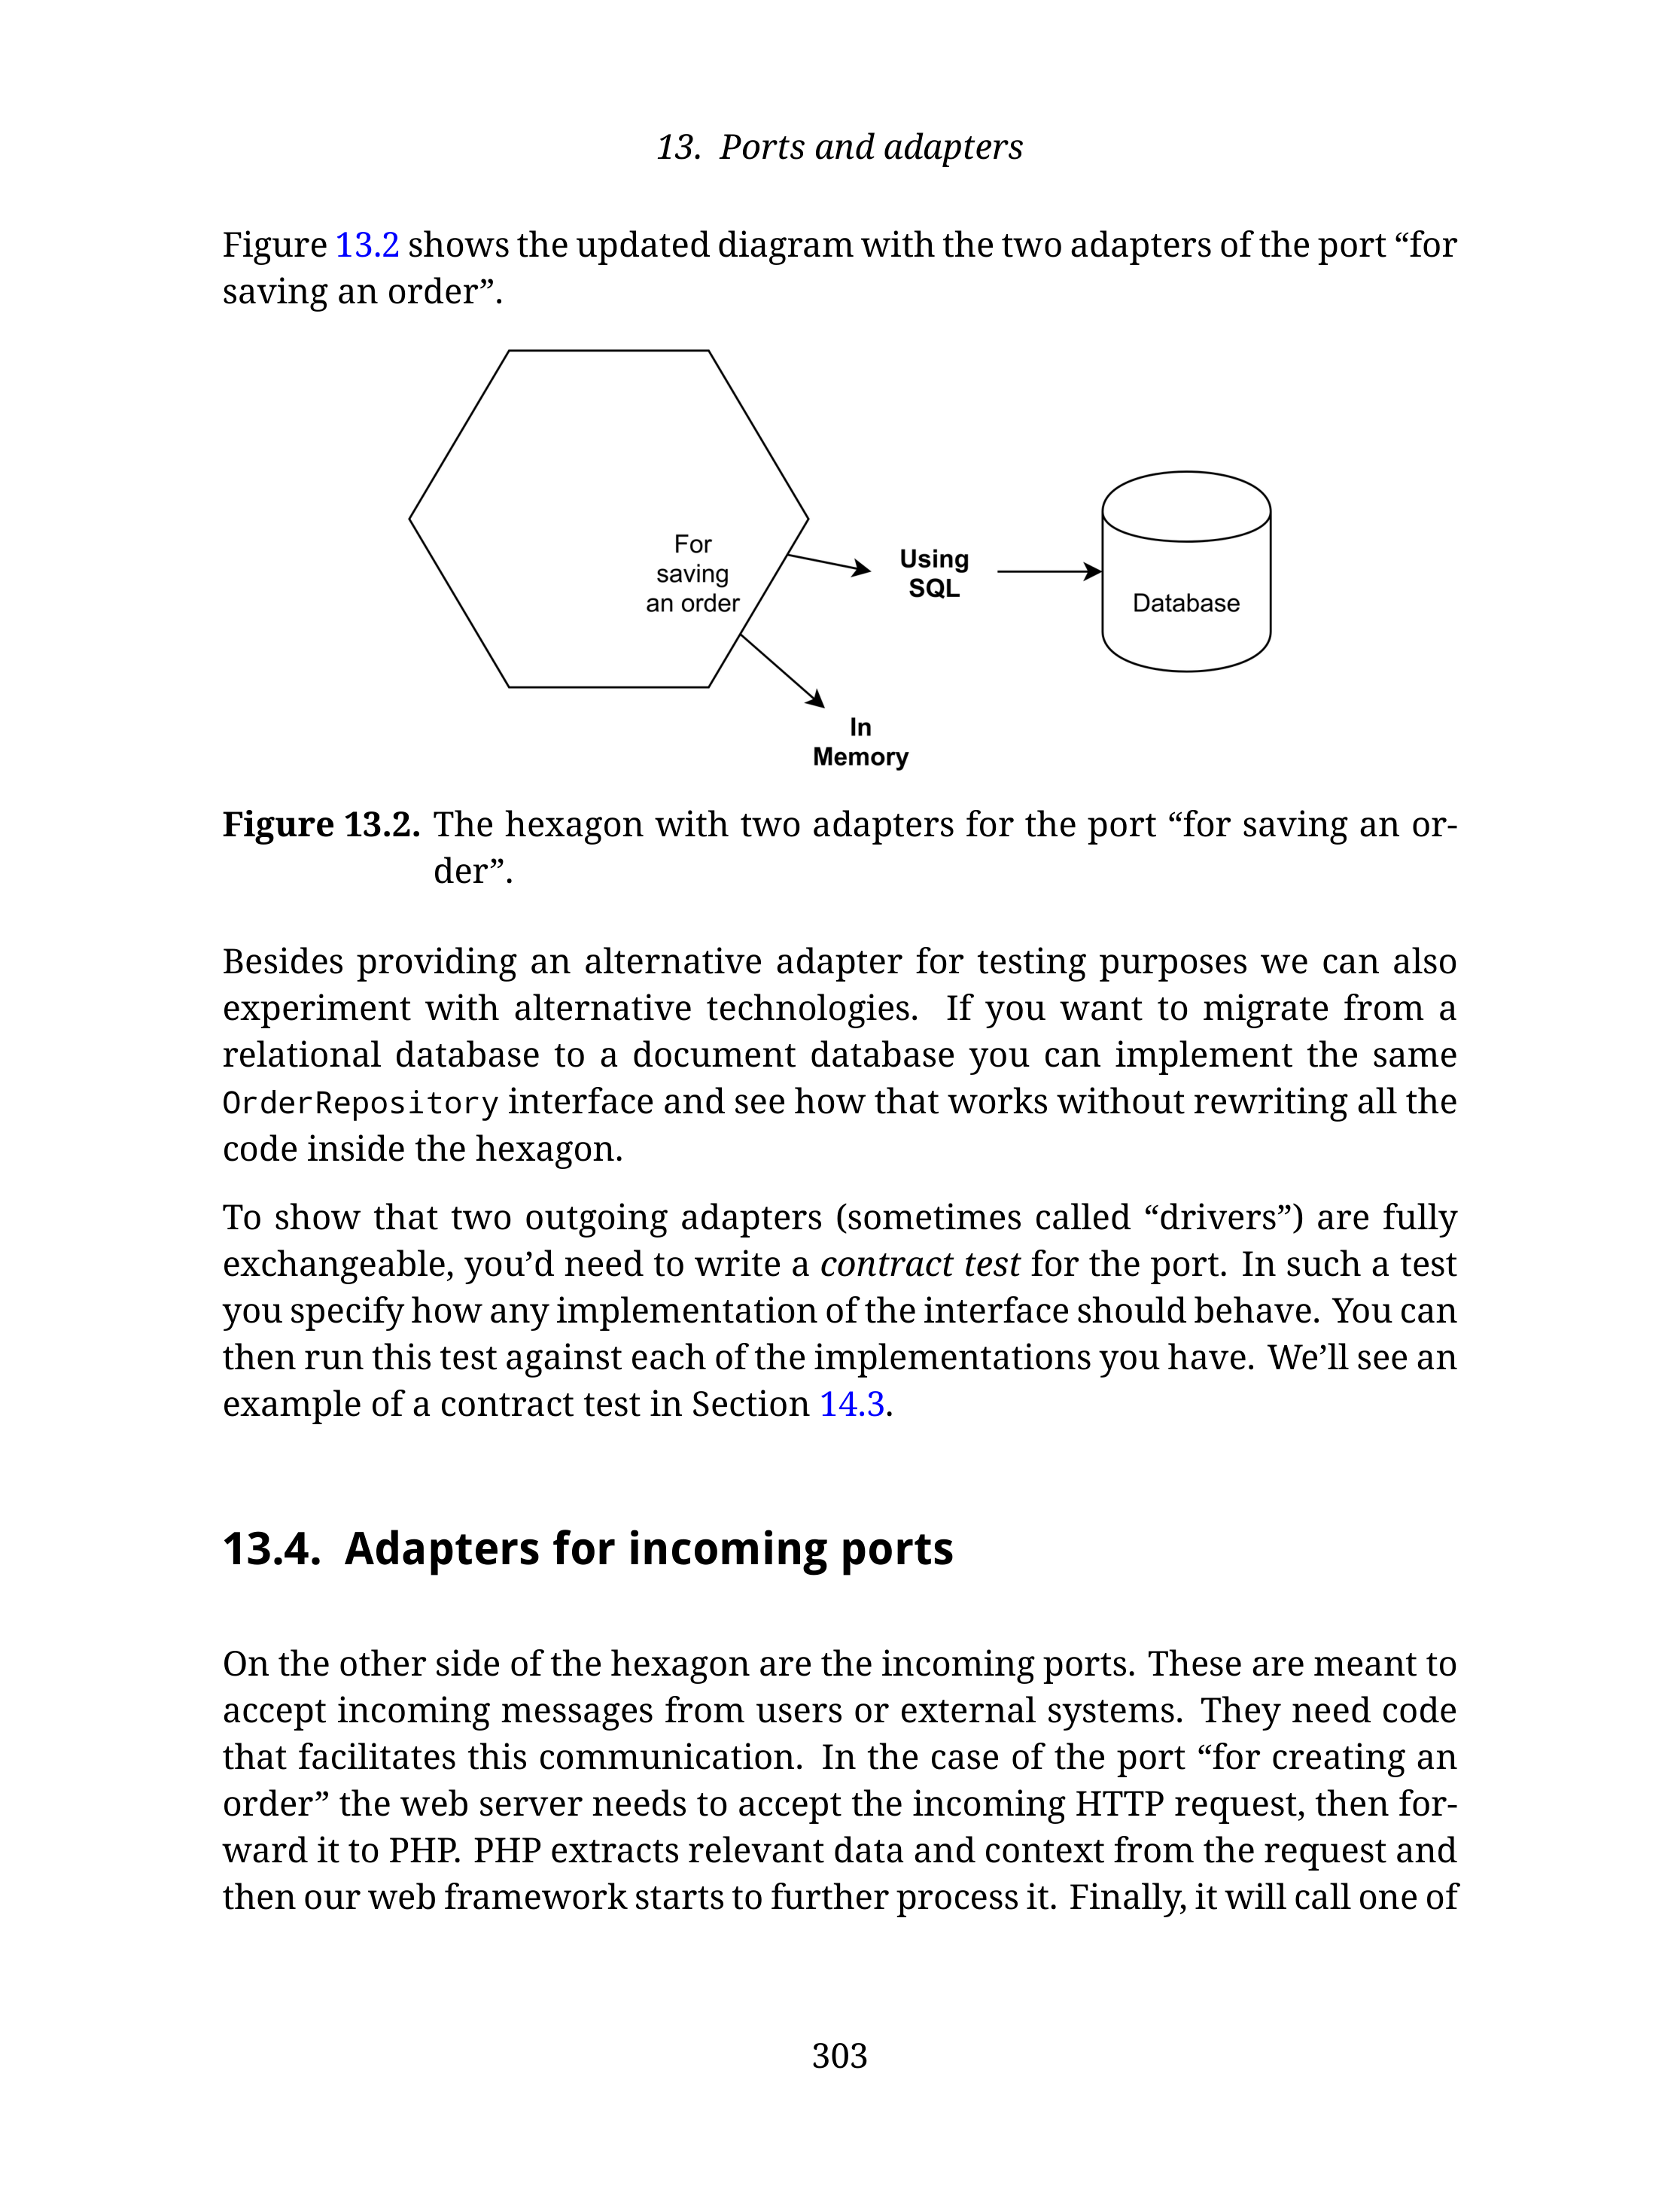 13. Ports and adapters
Figure 13.2 shows the updated diagram with the two adapters of the port “for
saving an order”.
For
saving
an order
Using
SQL
Database
In
Memory
Figure 13.2. The hexagon with two adapters for the port “for saving an or-
der”.
Besides providing an alternative adapter for testing purposes we can also
experiment with alternative technologies. If you want to migrate from a
relational database to a document database you can implement the same
OrderRepository interface and see how that works without rewriting all the
code inside the hexagon.
To show that two outgoing adapters (sometimes called “drivers”) are fully
exchangeable, you’d need to write a contract test for the port. In such a test
you specify how any implementation of the interface should behave. You can
then run this test against each of the implementations you have. We’ll see an
example of a contract test in Section 14.3.
13.4. Adapters for incoming ports
On the other side of the hexagon are the incoming ports. These are meant to
accept incoming messages from users or external systems. They need code
that facilitates this communication. In the case of the port “for creating an
order” the web server needs to accept the incoming HTTP request, then for-
ward it to PHP. PHP extracts relevant data and context from the request and
then our web framework starts to further process it. Finally, it will call one of
303